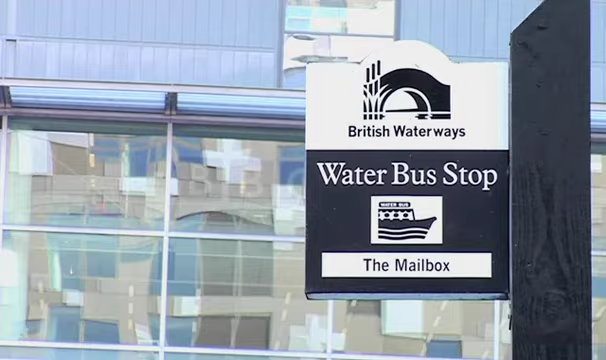 British Waterways
Water Bus Stop
WATER BUS
The Mailbox